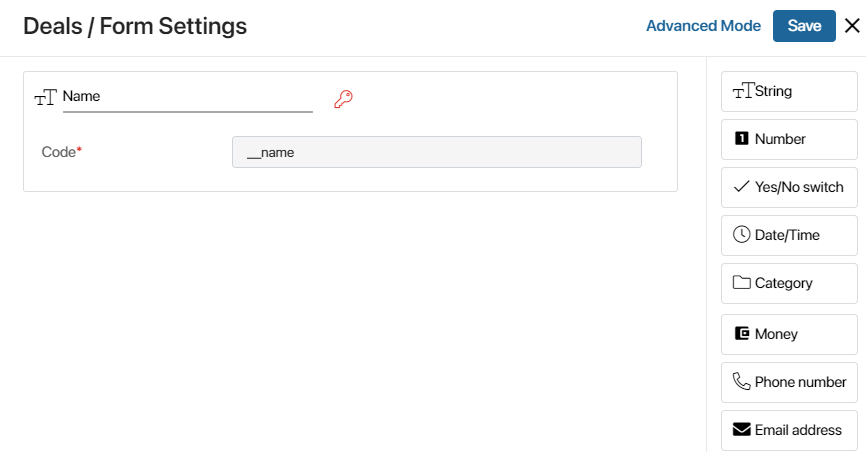 Deals / Form Settings
Advanced Mode
Save
Name
Code*
__name
String
Number
Yes/No switch
Date/Time
Category
Money
Phone number
Email address